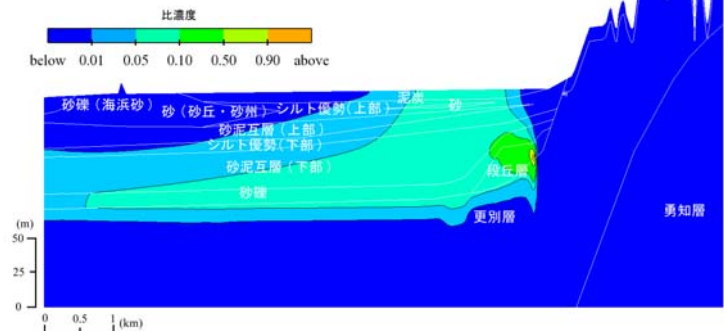 比濃度
below 0.01 0.05 0.10 0.50 0.90 above
砂礫(海浜砂)
砂(砂丘・砂州)
シルト優勢(上部)
泥炭
砂
砂泥互層(上部)
シルト優勢(下部)
砂泥互層(下部)
段丘層
砂礫
更別層
勇知層
(m)
50
25
0
0 0.5 1 (km)